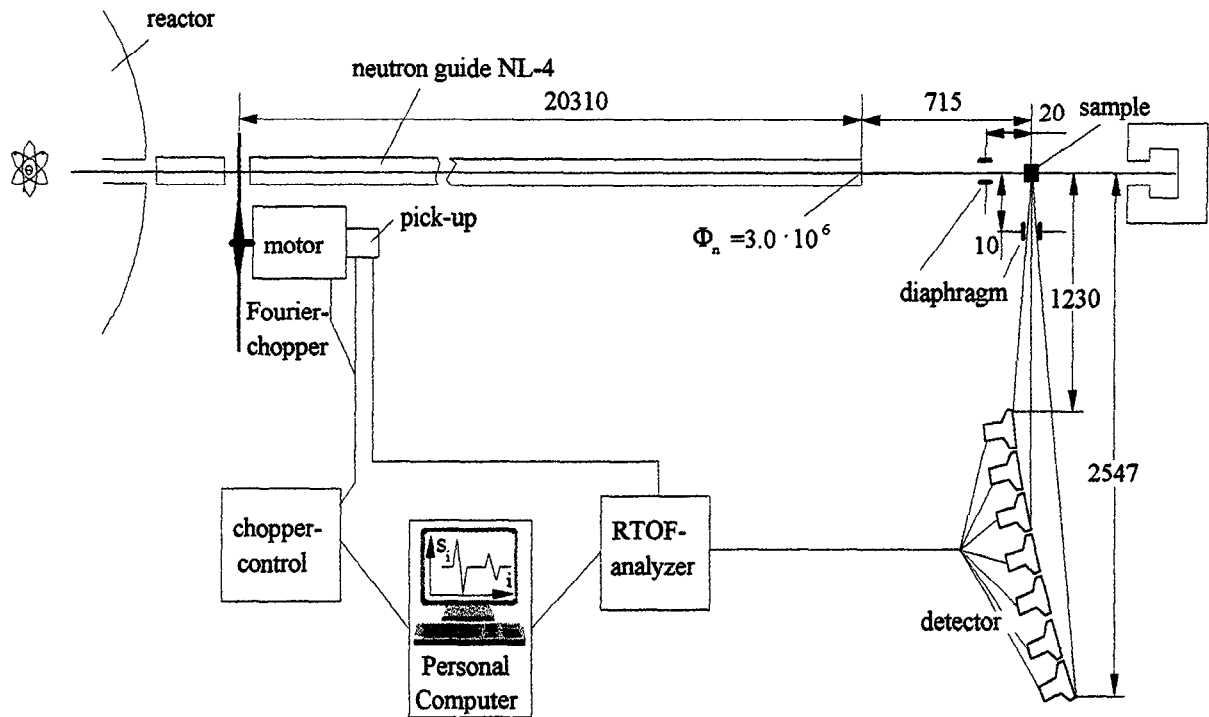 reactor
neutron guide NL-4
20310
715
20
sample
motor
pick-up
Φn =3.0 · 10^6
10
diaphragm
1230
Fourier-
chopper
2547
chopper-
control
Si
i
RTOF-
analyzer
detector
Personal
Computer